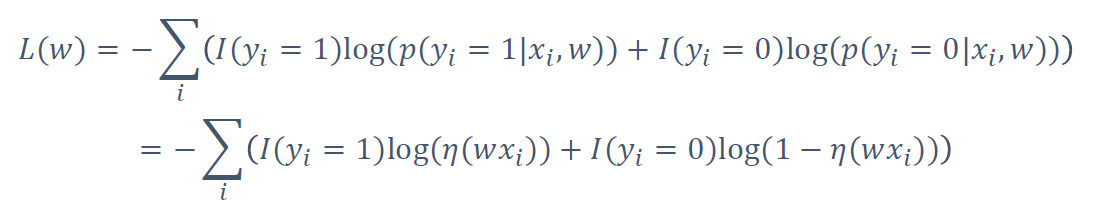 L(w) = −∑_i(I(y_i = 1)log(p(y_i = 1|x_i, w)) + I(y_i = 0)log(p(y_i = 0|x_i, w)))
= −∑_i(I(y_i = 1)log(η(wx_i)) + I(y_i = 0)log(1 − η(wx_i)))